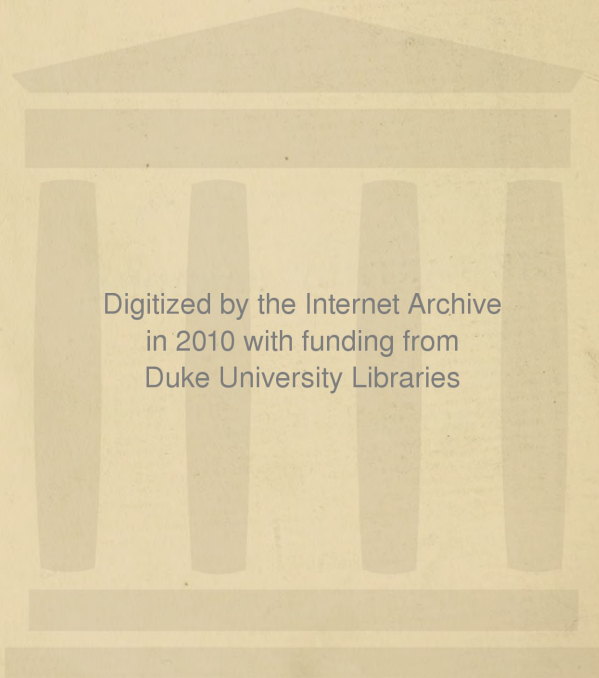 Digitized by the Internet Archive
in 2010 with funding from
Duke University Libraries